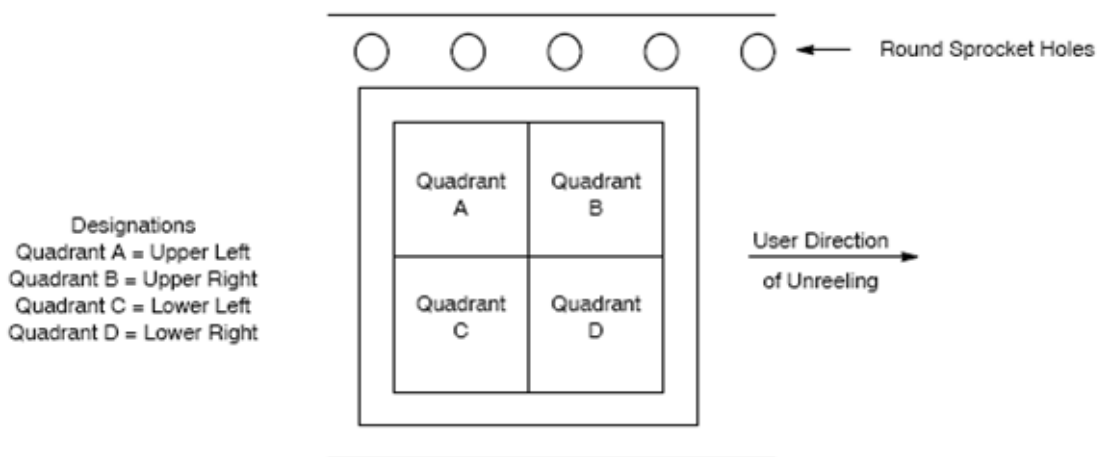 Round Sprocket Holes
Quadrant
A
Quadrant
B
Designations
Quadrant A = Upper Left
Quadrant B = Upper Right
Quadrant C = Lower Left
Quadrant D = Lower Right
Quadrant
C
Quadrant
D
User Direction
of Unreeling